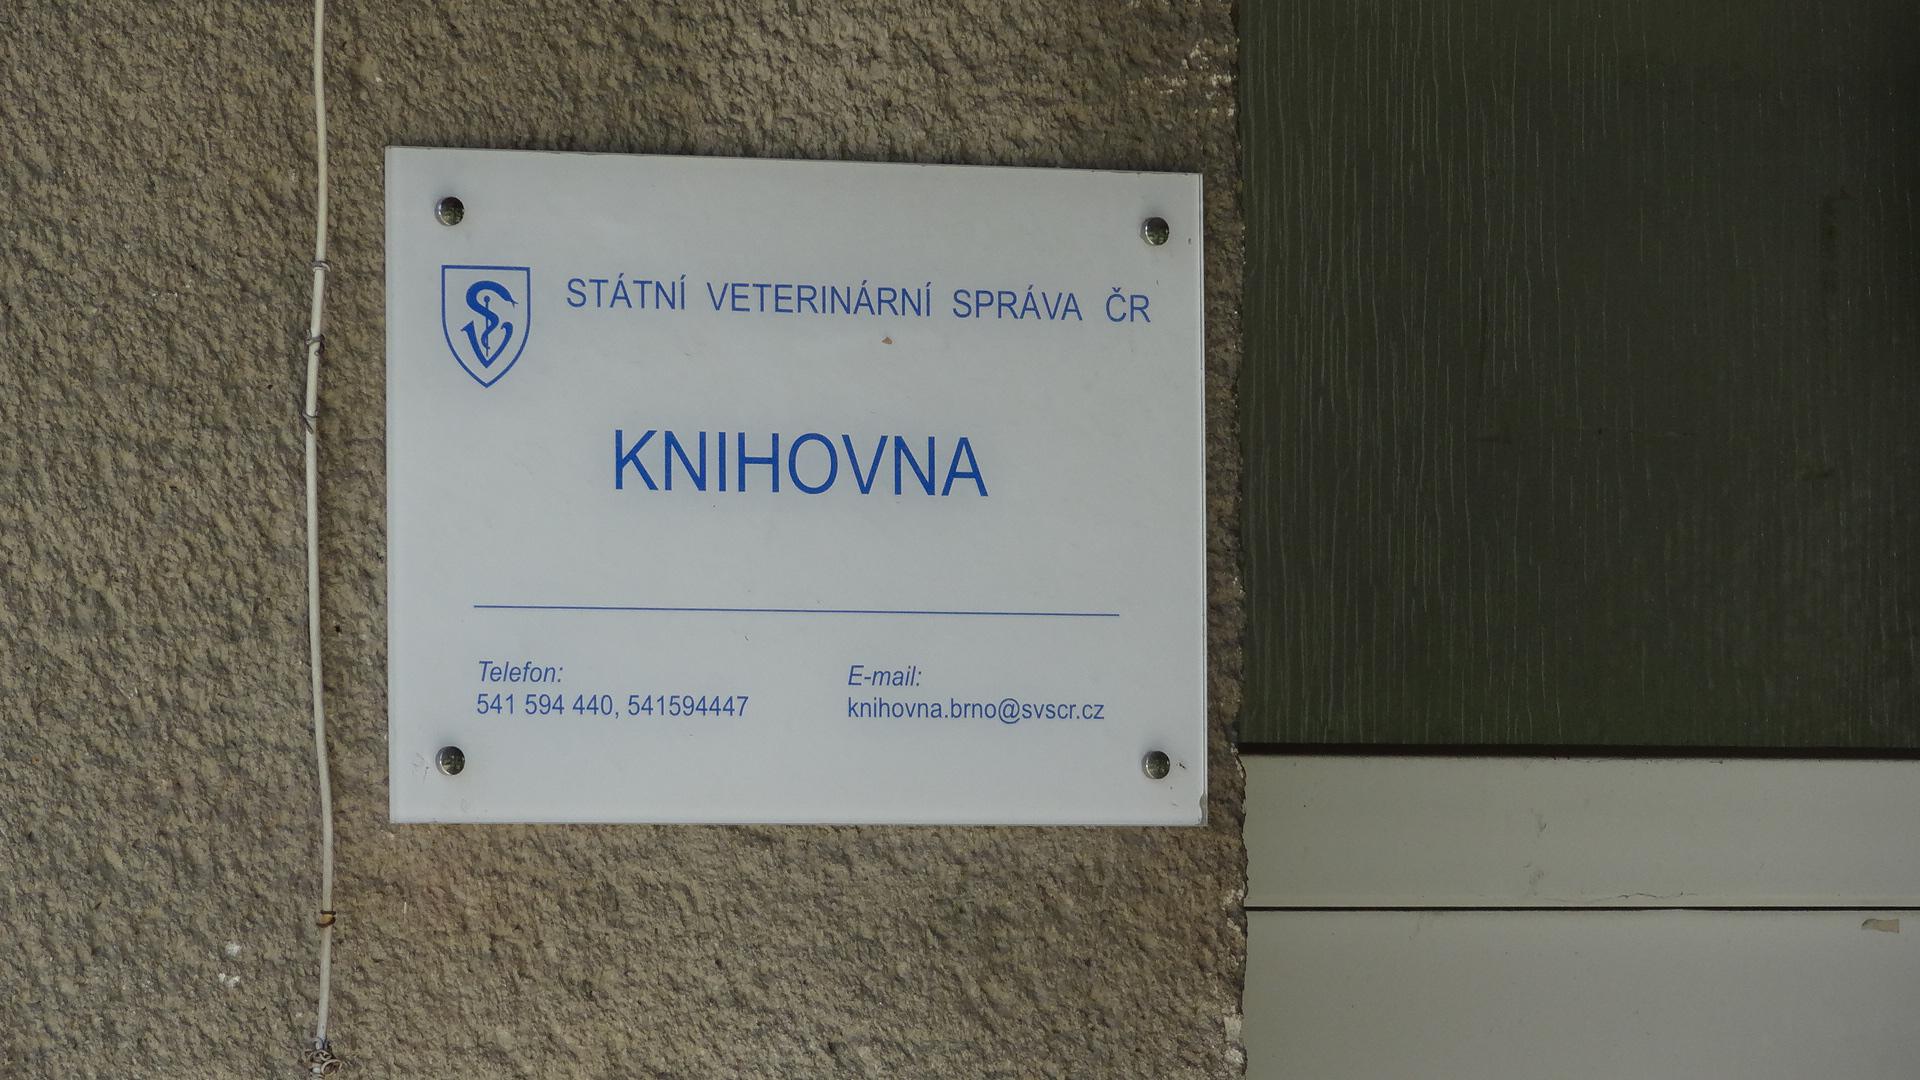 STÁTNÍ VETERINÁRNÍ SPRÁVA ČR
KNIHOVNA
Telefon:
541 594 440, 541594447
E-mail:
knihovna.brno@svscr.cz